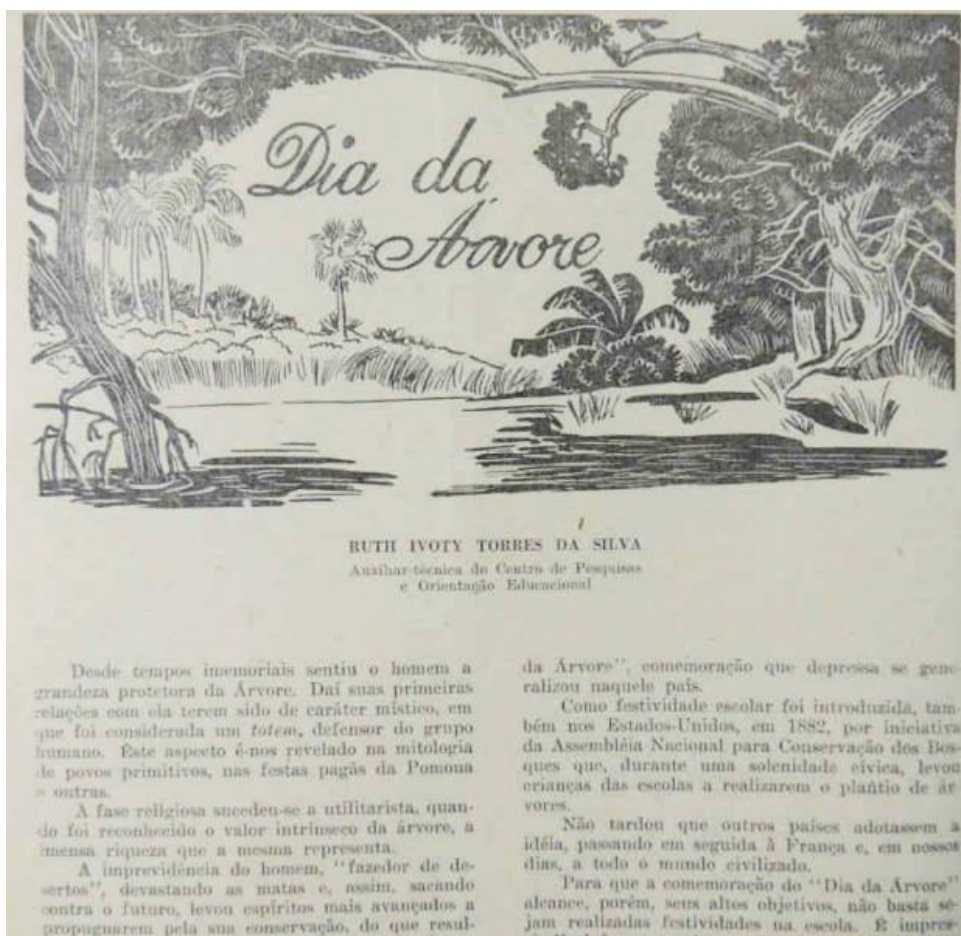 Dia da
Árvore
RUTH IVOTY TORRES DA SILVA
Auxiliar-técnica do Centro de Pesquisas
e Orientação Educacional
Desde tempos imemoriais sentiu o homem a
grandeza protetora da Árvore. Daí suas primeiras
relações com ela terem sido de caráter místico, em
que foi considerada um totem, defensor do grupo
humano. Êste aspecto é-nos revelado na mitologia
de povos primitivos, nas festas pagãs da Pomona
e outras.
A fase religiosa sucedeu-se a utilitarista, quan-
do foi reconhecido o valor intrínseco da árvore, a
imensa riqueza que a mesma representa.
A imprevidência do homem, "fazedor de de-
sertos", devastando as matas e, assim, sacando
contra o futuro, levou espíritos mais avançados a
propugnarem pela sua conservação, do que resul-
da Árvore", comemoração que depressa se gene-
ralizou naquele país.
Como festividade escolar foi introduzida, tam-
bém nos Estados-Unidos, em 1882, por iniciativa
da Assembléia Nacional para Conservação dos Bos-
ques que, durante uma solenidade cívica, levou
crianças das escolas a realizarem o plantio de ár-
vores.
Não tardou que outros países adotassem a
idéia, passando em seguida à França e, em nossos
dias, a todo o mundo civilizado.
Para que a comemoração do "Dia da Árvore"
alcance, porém, seus altos objetivos, não basta se-
jam realizadas festividades na escola. É impres-